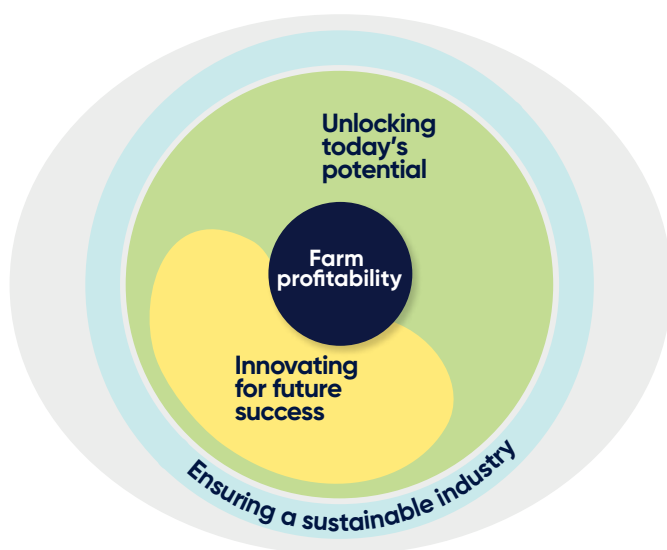 Unlocking
today's
potential
Farm
profitability
Innovating
for future
success
Ensuring a sustainable industry